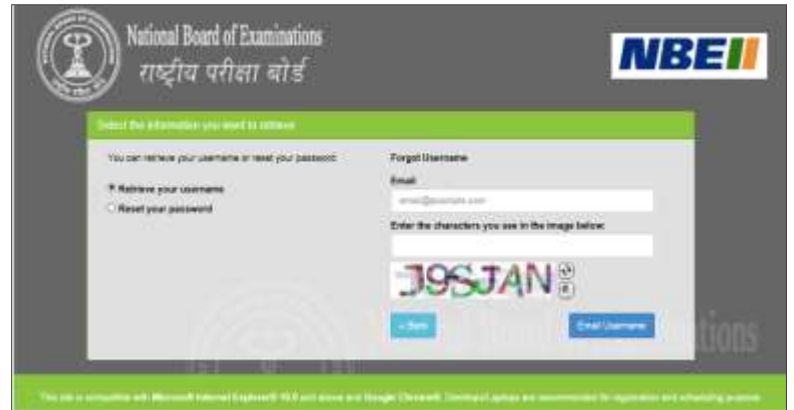 National Board of Examinations
राष्ट्रीय परीक्षा बोर्ड
NBE
Select the information you want to retrieve
You can retrieve your username or reset your password.
Retrieve your username
Reset your password
Forgot Username
Email
email@example.com
Enter the characters you see in the image below:
J9SJAN
« Back
Email Username
This site is compatible with Microsoft Internet Explorer® 10.0 and above and Google Chrome®. Desktops/Laptops are recommended for registration and scheduling purpose